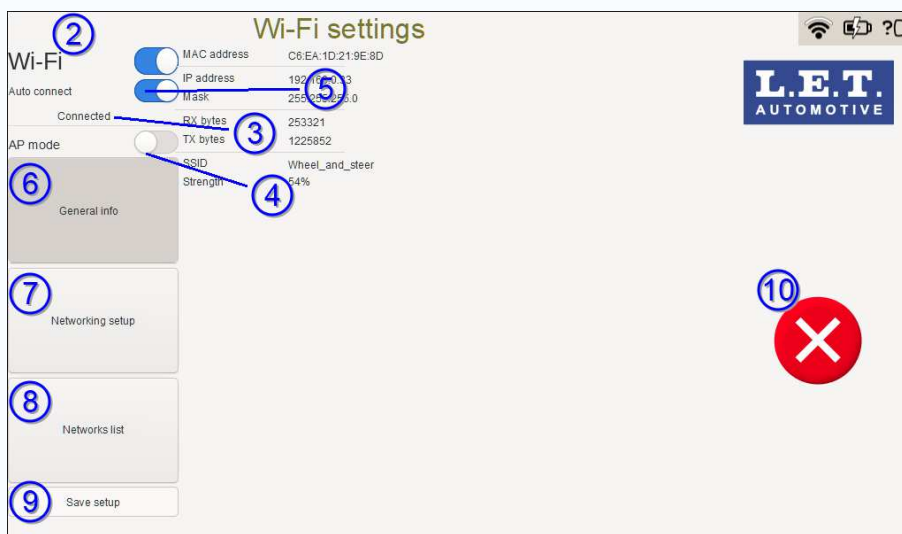 Wi-Fi settings
?
2
Wi-Fi
MAC address C6:EA:1D:21:9E:8D
L.E.T.
AUTOMOTIVE
IP address
Auto connect
5
Mask
Connected
3
RX bytes 253321
TX bytes 1225852
AP mode
SSID Wheel_and_steer
Strength 54%
4
6
General info
7
Networking setup
10
8
Networks list
9
Save setup